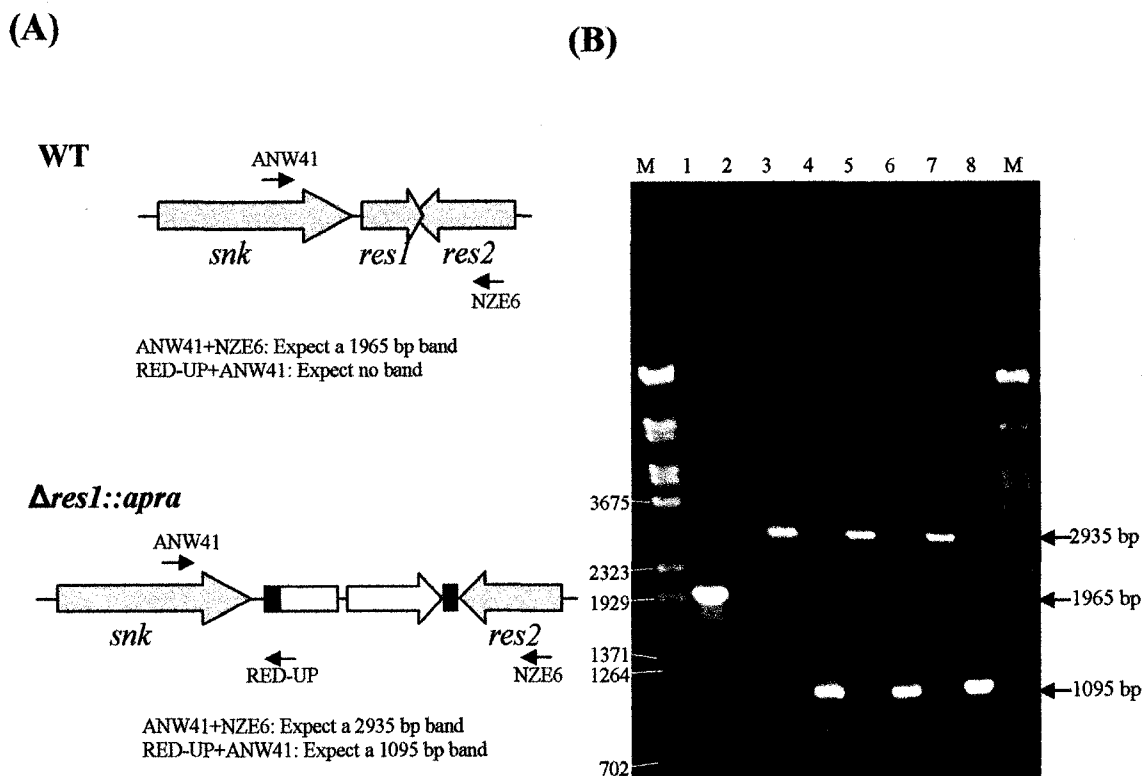 (A)
WT
ANW41
snk
res1
res2
NZE6
ANW41+NZE6: Expect a 1965 bp band
RED-UP+ANW41: Expect no band
Δres1::apra
ANW41
snk
res2
RED-UP
NZE6
ANW41+NZE6: Expect a 2935 bp band
RED-UP+ANW41: Expect a 1095 bp band
(B)
M 1 2 3 4 5 6 7 8 M
3675
2323
1929
1371
1264
702
2935 bp
1965 bp
1095 bp